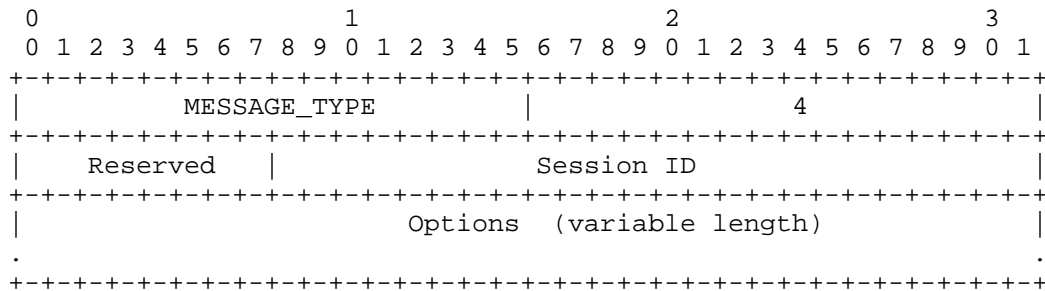 0                   1                   2                   3
 0 1 2 3 4 5 6 7 8 9 0 1 2 3 4 5 6 7 8 9 0 1 2 3 4 5 6 7 8 9 0 1
+-+-+-+-+-+-+-+-+-+-+-+-+-+-+-+-+-+-+-+-+-+-+-+-+-+-+-+-+-+-+-+-+
|          MESSAGE_TYPE         |                4              |
+-+-+-+-+-+-+-+-+-+-+-+-+-+-+-+-+-+-+-+-+-+-+-+-+-+-+-+-+-+-+-+-+
|    Reserved   |                Session ID                     |
+-+-+-+-+-+-+-+-+-+-+-+-+-+-+-+-+-+-+-+-+-+-+-+-+-+-+-+-+-+-+-+-+
|                        Options  (variable length)             |
.                                                               .
+-+-+-+-+-+-+-+-+-+-+-+-+-+-+-+-+-+-+-+-+-+-+-+-+-+-+-+-+-+-+-+-+